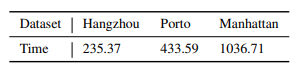 Dataset Hangzhou Porto Manhattan
Time 235.37 433.59 1036.71